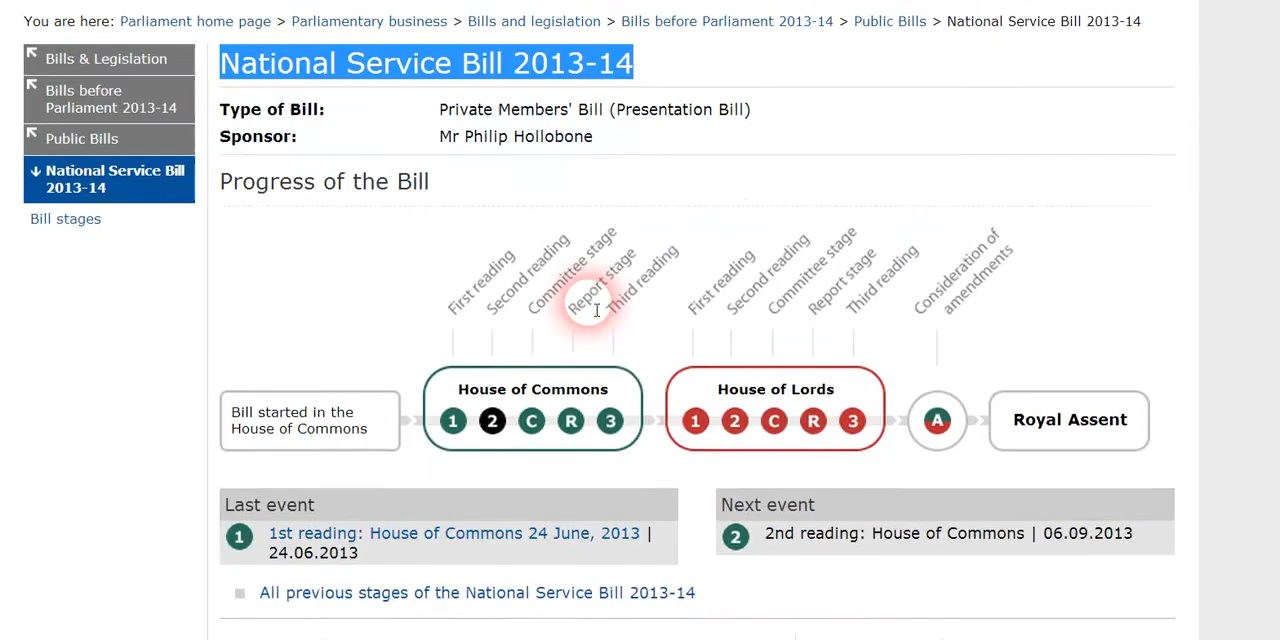 You are here: Parliament home page > Parliamentary business > Bills and legislation > Bills before Parliament 2013-14 > Public Bills > National Service Bill 2013-14
Bills & Legislation
Bills before
Parliament 2013-14
Public Bills
National Service Bill
2013-14
Bill stages
National Service Bill 2013-14
Type of Bill: Private Members' Bill (Presentation Bill)
Sponsor: Mr Philip Hollobone
Progress of the Bill
First reading
Second reading
Committee stage
Report stage
Third reading
First reading
Second reading
Committee stage
Report stage
Third reading
Consideration of
amendments
Bill started in the
House of Commons
House of Commons
1 2 C R 3
House of Lords
1 2 C R 3
A
Royal Assent
Last event
1 1st reading: House of Commons 24 June, 2013 |
24.06.2013
Next event
2 2nd reading: House of Commons | 06.09.2013
All previous stages of the National Service Bill 2013-14